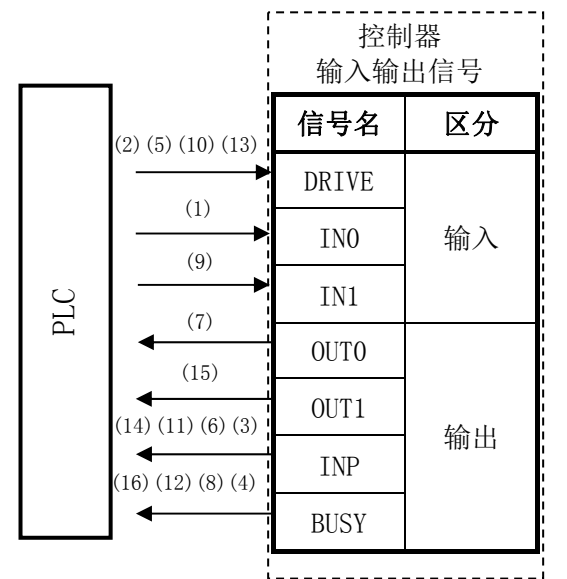 控制器
输入输出信号
信号名 区分
(2)(5)(10)(13)
DRIVE
(1)
IN0
输入
(9)
IN1
PLC
(7)
OUT0
(15)
OUT1
(14)(11)(6)(3)
输出
INP
(16)(12)(8)(4)
BUSY